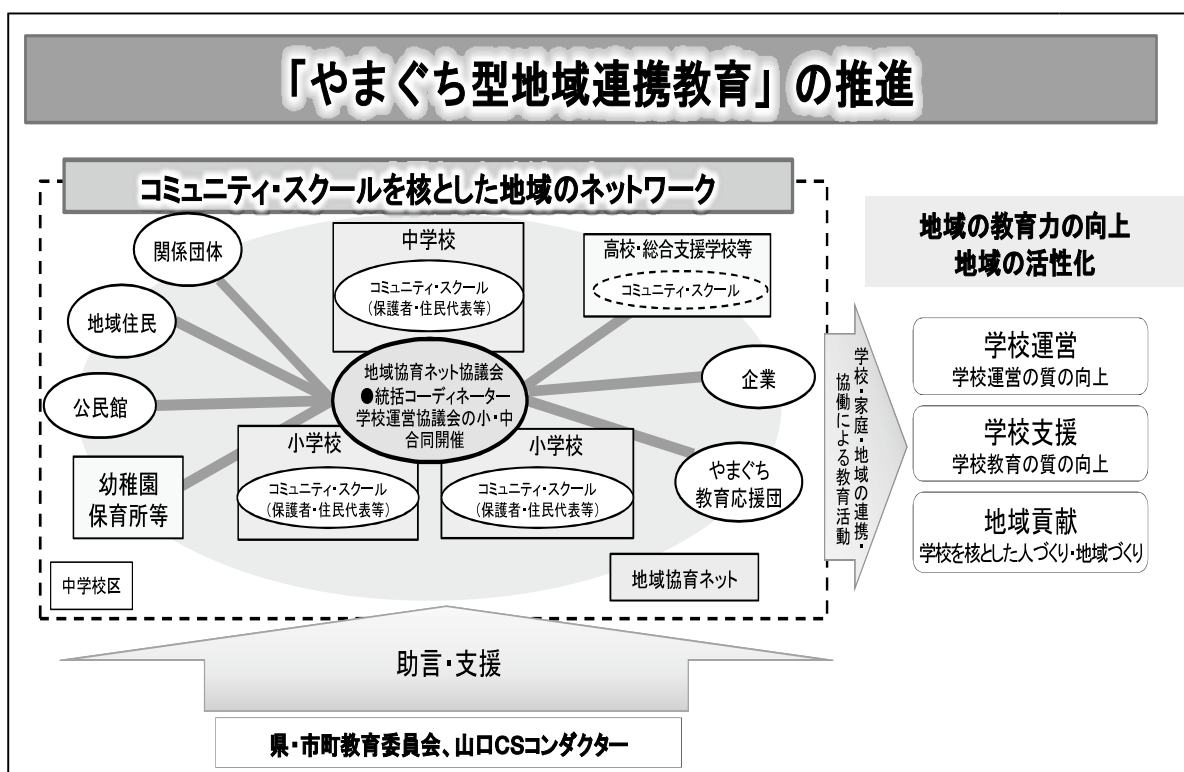 「やまぐち型地域連携教育」の推進
コミュニティ・スクールを核とした地域のネットワーク
関係団体
地域住民
公民館
幼稚園
保育所等
中学校
コミュニティ・スクール
(保護者・住民代表等)
高校・総合支援学校等
コミュニティ・スクール
地域協育ネット協議会
●統括コーディネーター
学校運営協議会の小・中
合同開催
小学校
コミュニティ・スクール
(保護者・住民代表等)
小学校
コミュニティ・スクール
(保護者・住民代表等)
企業
やまぐち
教育応援団
中学校区
地域協育ネット
学校・家庭・地域の連携・
協働による教育活動
地域の教育力の向上
地域の活性化
学校運営
学校運営の質の向上
学校支援
学校教育の質の向上
地域貢献
学校を核とした人づくり・地域づくり
助言・支援
県・市町教育委員会、山口CSコンダクター